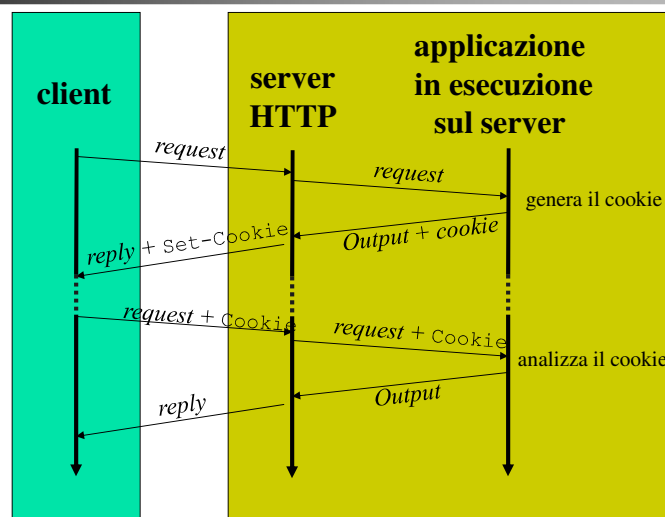 client
server
HTTP
applicazione
in esecuzione
sul server
request
request
genera il cookie
Output + cookie
reply + Set-Cookie
request + Cookie
request + Cookie
analizza il cookie
Output
reply